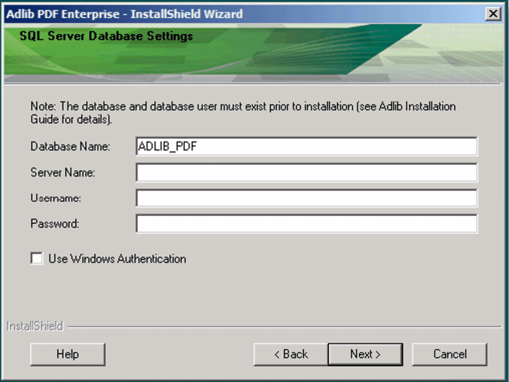 Adlib PDF Enterprise - InstallShield Wizard
SQL Server Database Settings
Note: The database and database user must exist prior to installation (see Adlib Installation
Guide for details).
Database Name: ADLIB_PDF
Server Name:
Username:
Password:
Use Windows Authentication
InstallShield
Help < Back Next > Cancel